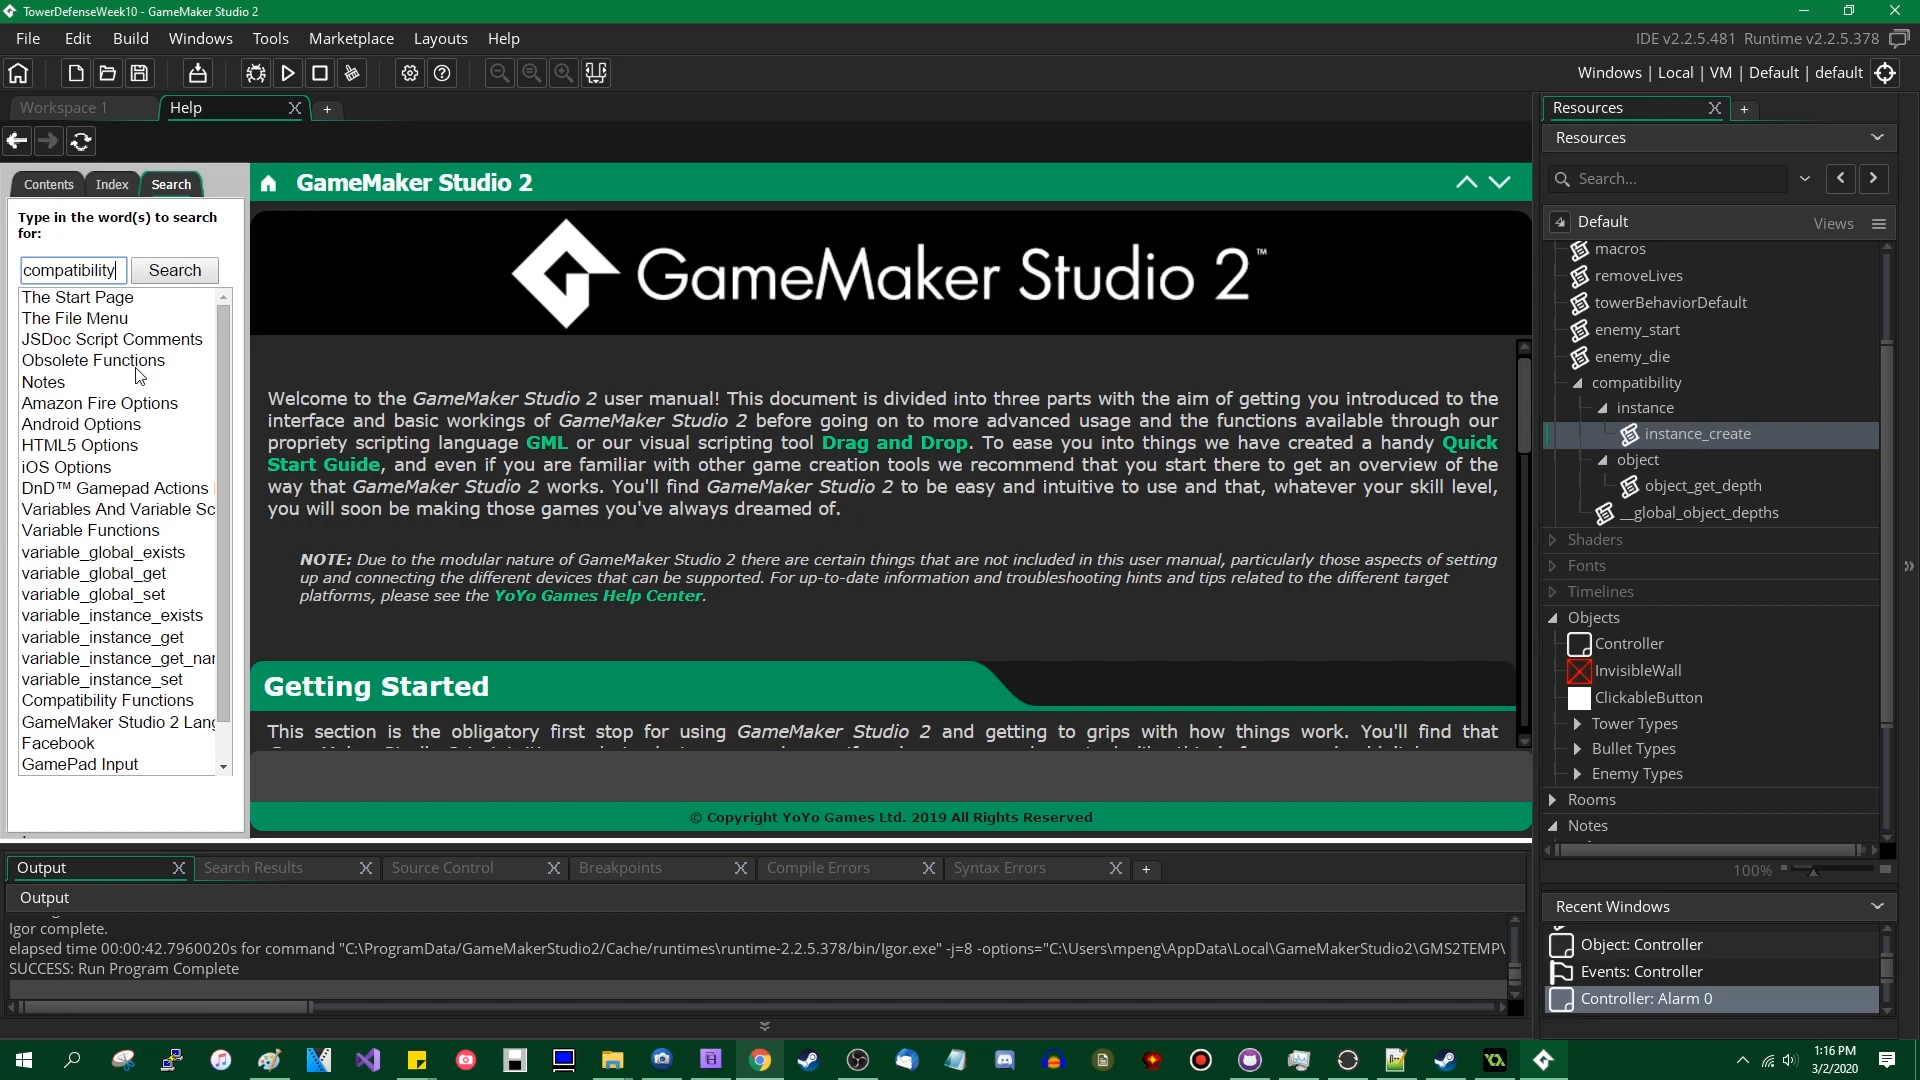 TowerDefenseWeek10 - GameMaker Studio 2
File Edit Build Windows Tools Marketplace Layouts Help
IDE v2.2.5.481 Runtime v2.2.5.378
Windows | Local | VM | Default | default
Workspace 1
Help
Contents Index Search
Type in the word(s) to search
for:
compatibility
Search
The Start Page
The File Menu
JSDoc Script Comments
Obsolete Functions
Notes
Amazon Fire Options
Android Options
HTML5 Options
iOS Options
DnD™ Gamepad Actions
Variables And Variable Sc
Variable Functions
variable_global_exists
variable_global_get
variable_global_set
variable_instance_exists
variable_instance_get
variable_instance_get_nar
variable_instance_set
Compatibility Functions
GameMaker Studio 2 Lang
Facebook
GamePad Input
GameMaker Studio 2
GameMaker Studio 2™
Welcome to the GameMaker Studio 2 user manual! This document is divided into three parts with the aim of getting you introduced to the
interface and basic workings of GameMaker Studio 2 before going on to more advanced usage and the functions available through our
propriety scripting language GML or our visual scripting tool Drag and Drop. To ease you into things we have created a handy Quick
Start Guide, and even if you are familiar with other game creation tools we recommend that you start there to get an overview of the
way that GameMaker Studio 2 works. You'll find GameMaker Studio 2 to be easy and intuitive to use and that, whatever your skill level,
you will soon be making those games you've always dreamed of.
NOTE: Due to the modular nature of GameMaker Studio 2 there are certain things that are not included in this user manual, particularly those aspects of setting
up and connecting the different devices that can be supported. For up-to-date information and troubleshooting hints and tips related to the different target
platforms, please see the YoYo Games Help Center.
Getting Started
This section is the obligatory first stop for using GameMaker Studio 2 and getting to grips with how things work. You'll find that
© Copyright YoYo Games Ltd. 2019 All Rights Reserved
Resources
Resources
Search...
Default
Views
macros
removeLives
towerBehaviorDefault
enemy_start
enemy_die
compatibility
instance
instance_create
object
object_get_depth
__global_object_depths
Shaders
Fonts
Timelines
Objects
Controller
InvisibleWall
ClickableButton
Tower Types
Bullet Types
Enemy Types
Rooms
Notes
100%
Recent Windows
Object: Controller
Events: Controller
Controller: Alarm 0
Output Search Results Source Control Breakpoints Compile Errors Syntax Errors
Output
Igor complete.
elapsed time 00:00:42.7960020s for command "C:\ProgramData/GameMakerStudio2/Cache/runtimes\runtime-2.2.5.378/bin/Igor.exe" -j=8 -options="C:\Users\mpeng\AppData\Local\GameMakerStudio2\GMS2TEMP\
SUCCESS: Run Program Complete
1:16 PM
3/2/2020